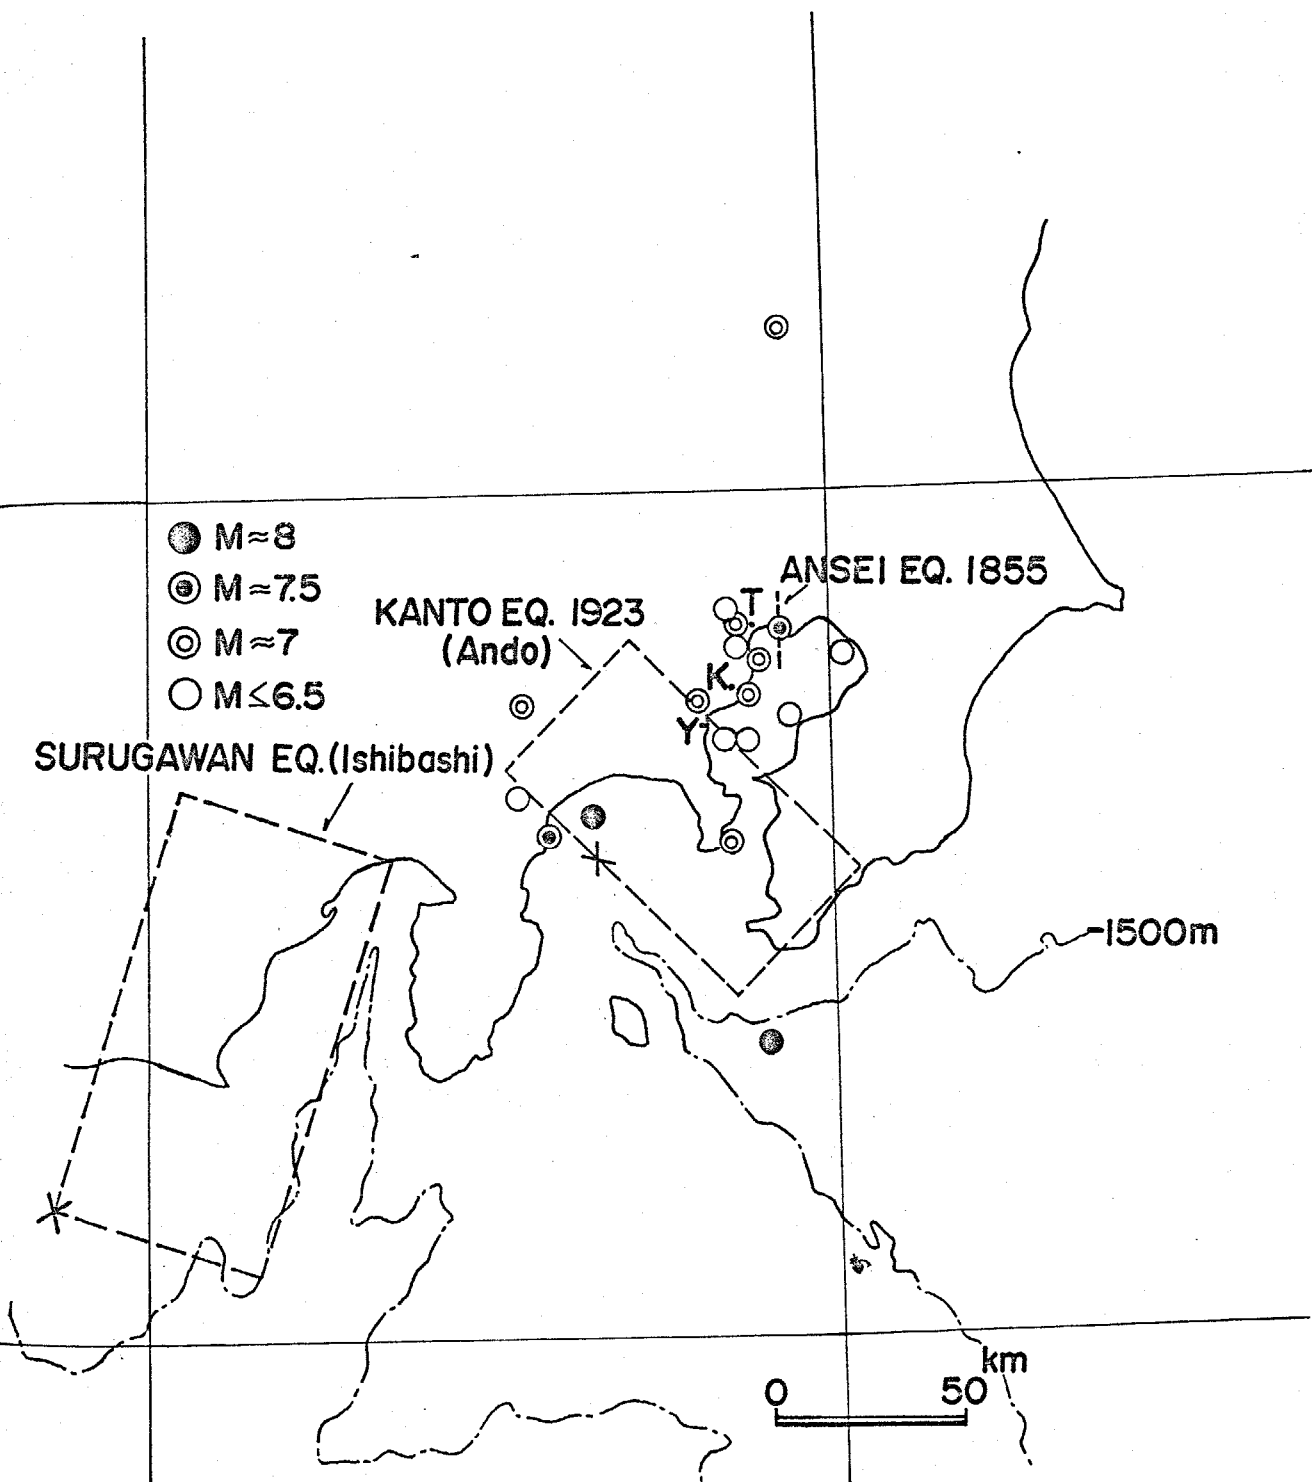 M≈8
M≈7.5
M≈7
M≤6.5
ANSEI EQ. 1855
KANTO EQ. 1923
(Ando)
T.
K.
Y
SURUGAWAN EQ.(Ishibashi)
-1500m
km
0 50